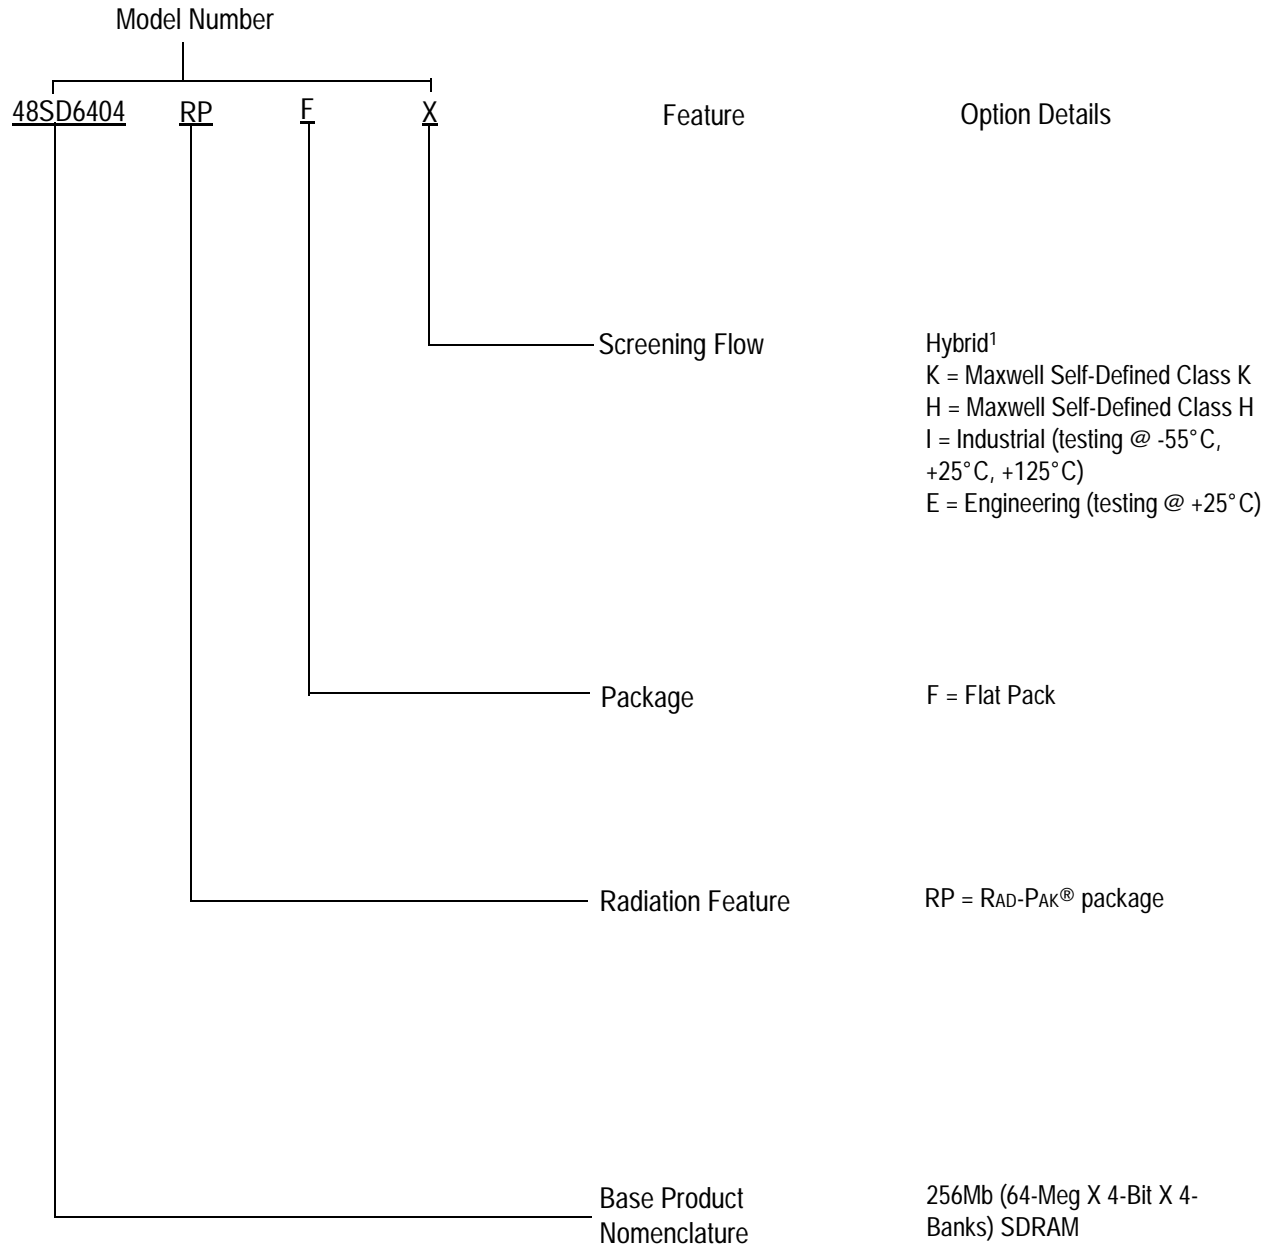 Model Number
48SD6404 RP F X Feature Option Details
Screening Flow Hybrid1
K = Maxwell Self-Defined Class K
H = Maxwell Self-Defined Class H
I = Industrial (testing @ -55°C,
+25°C, +125°C)
E = Engineering (testing @ +25°C)
Package F = Flat Pack
Radiation Feature RP = RAD-PAK® package
Base Product 256Mb (64-Meg X 4-Bit X 4-
Nomenclature Banks) SDRAM